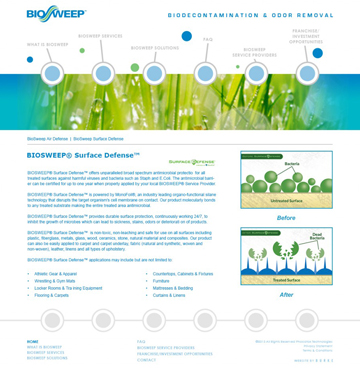 BIOSWEEP
BIODECONTAMINATION & ODOR REMOVAL
WHAT IS BIOSWEEP
BIOSWEEP SERVICES
BIOSWEEP SOLUTIONS
FAQ
BIOSWEEP
SERVICE PROVIDERS
FRANCHISE/
INVESTMENT
OPPORTUNITIES
BioSweep Air Defense | BioSweep Surface Defense
BIOSWEEP® Surface Defense™
SURFACE DEFENSE
BIOSWEEP® Surface Defense™ offers unparalleled broad spectrum antimicrobial protection for all
treated surfaces against harmful viruses and bacteria such as Staph and E.Coli. The antimicrobial barri-
er can be certified for up to one year when properly applied by your local BIOSWEEP® Service Provider.
BIOSWEEP® Surface Defense™ is powered by MonoFoil®, an industry leading organo-functional silane
technology that disrupts the target organism's cell membrane on contact. Our product molecularly bonds
to any treated substrate making the entire treated area antimicrobial.
BIOSWEEP® Surface Defense™ provides durable surface protection, continuously working 24/7, to
inhibit the growth of microbes which can lead to sickness, stains, odors or deterioration of products.
BIOSWEEP® Surface Defense™ is non-toxic, non-leaching and safe for use on all surfaces including
plastic, fiberglass, metals, glass, wood, ceramics, stone, natural material and composites. Our product
can also be easily applied to carpet and carpet underlay, fabric (natural and synthetic, woven and
non-woven), leather, linens and all types of upholstery.
BIOSWEEP® Surface Defense™ applications may include but are not limited to:
• Athletic Gear & Apparel
• Wrestling & Gym Mats
• Locker Rooms & Training Equipment
• Flooring & Carpets
• Countertops, Cabinets & Fixtures
• Furniture
• Mattresses & Bedding
• Curtains & Linens
Bacteria
Untreated Surface
Before
Dead
Bacteria
Treated Surface
After
HOME
WHAT IS BIOSWEEP
BIOSWEEP SERVICES
BIOSWEEP SOLUTIONS
FAQ
BIOSWEEP SERVICE PROVIDERS
FRANCHISE/INVESTMENT OPPORTUNITIES
CONTACT
Privacy Statement
Terms & Conditions